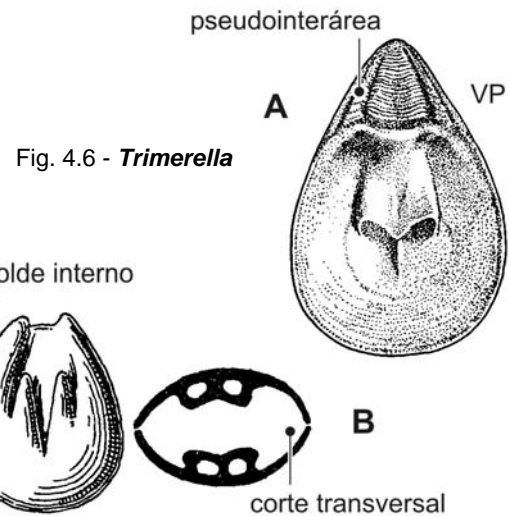 pseudointerárea
A
VP
Fig. 4.6 - Trimerella
olde interno
B
corte transversal